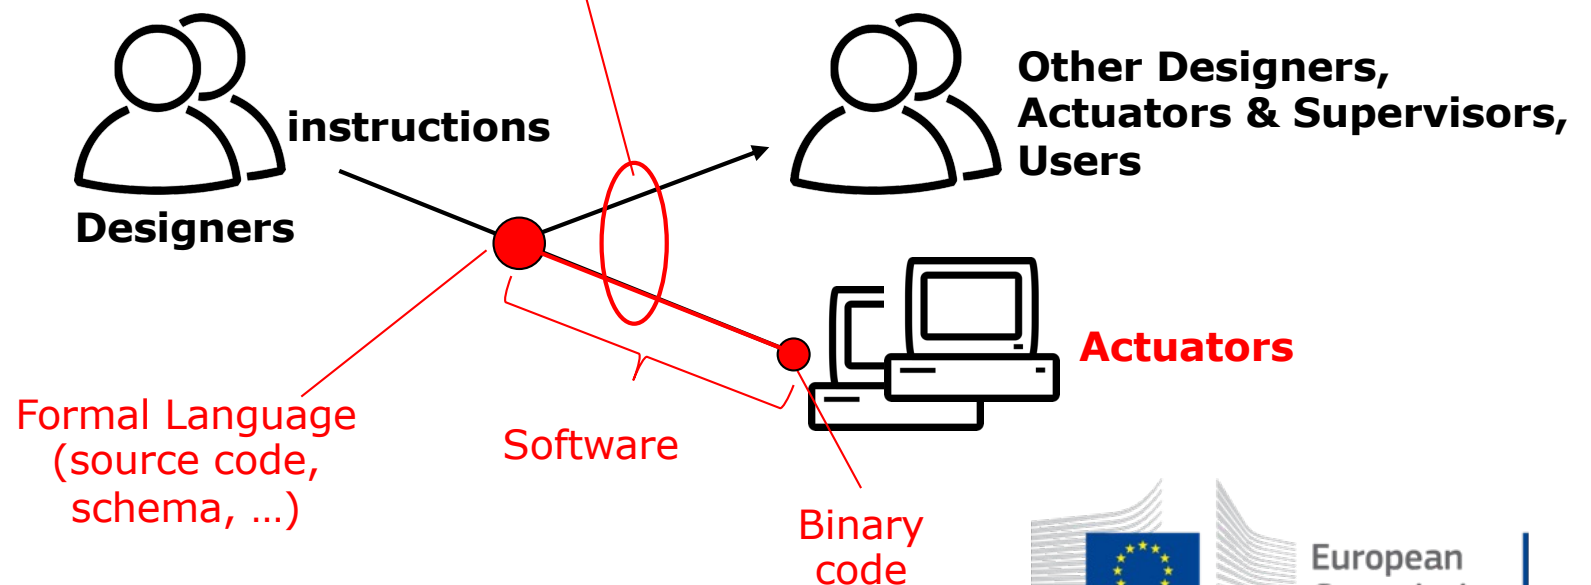 Other Designers,
Actuators & Supervisors,
Users
instructions
Designers
Actuators
Formal Language
(source code,
schema, …)
Software
Binary
code
European